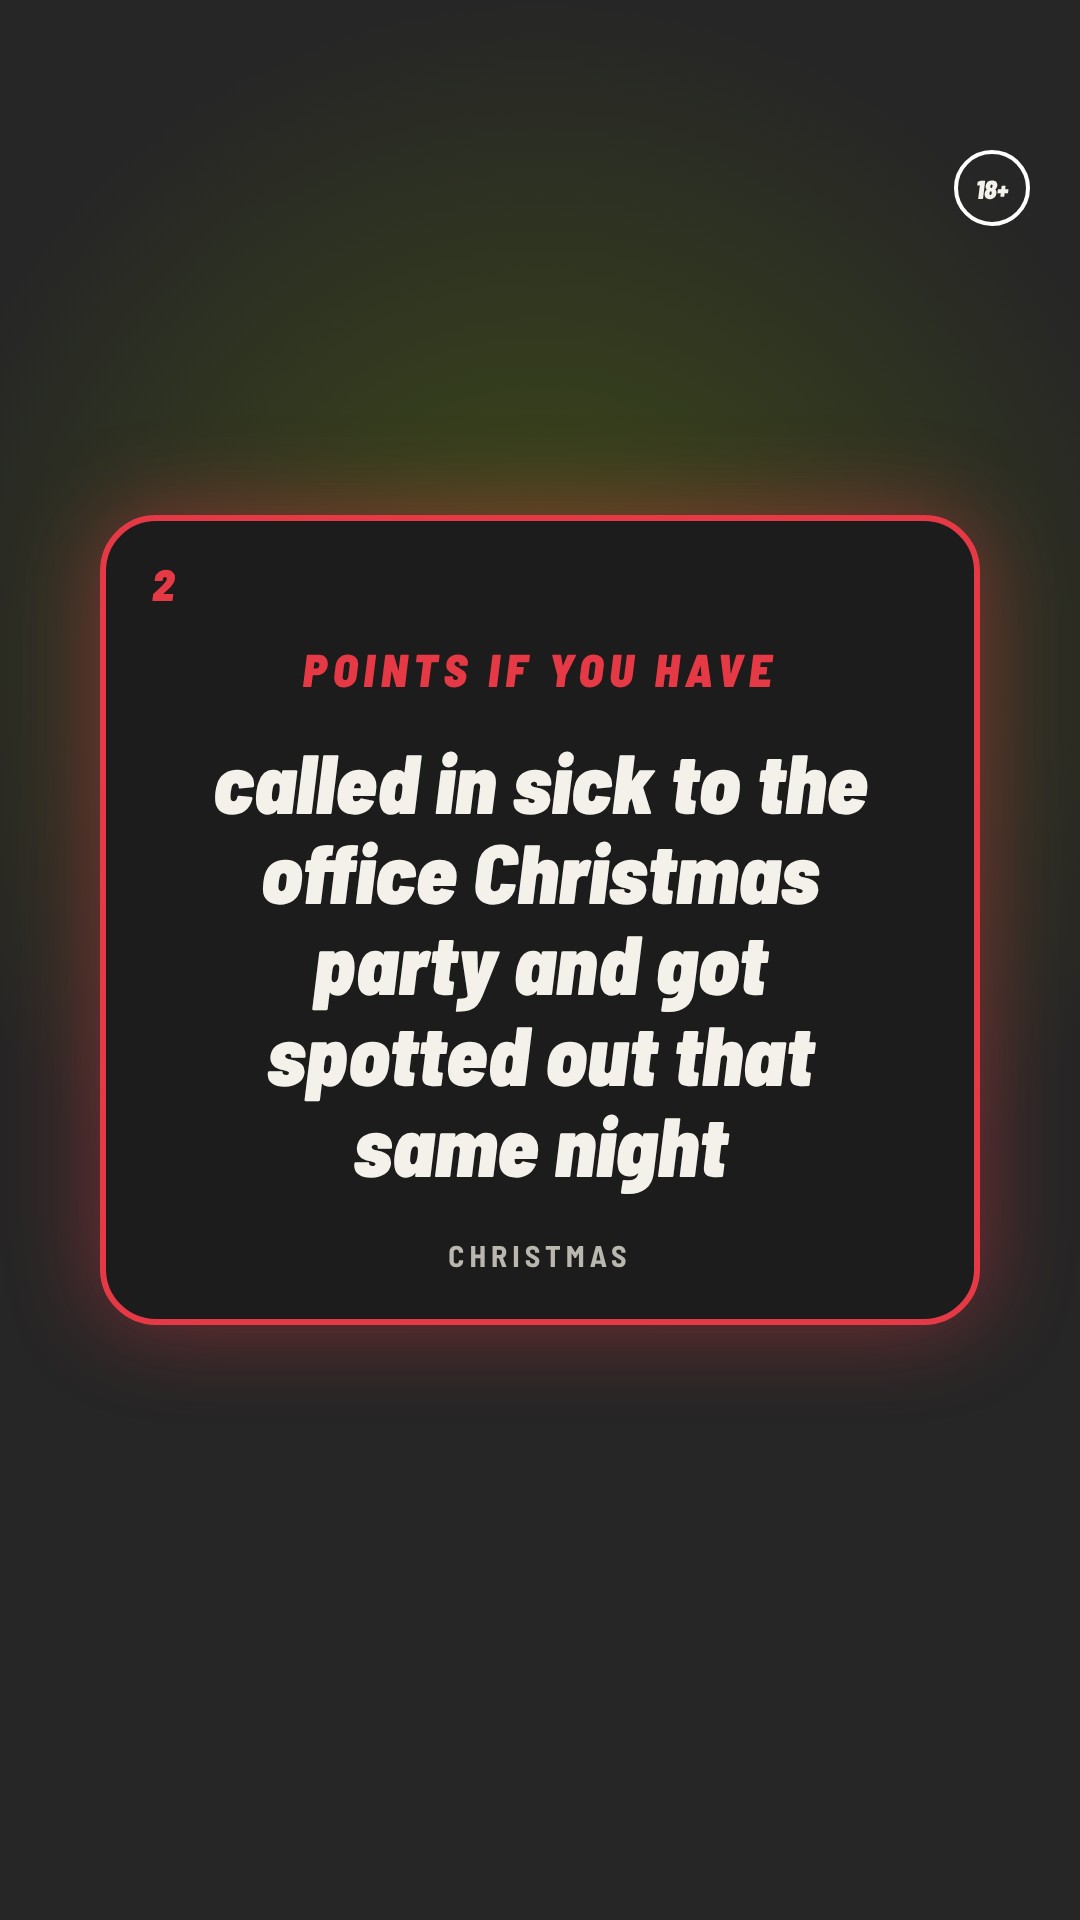 18+
2
POINTS IF YOU HAVE
called in sick to the
office Christmas
party and got
spotted out that
same night
CHRISTMAS